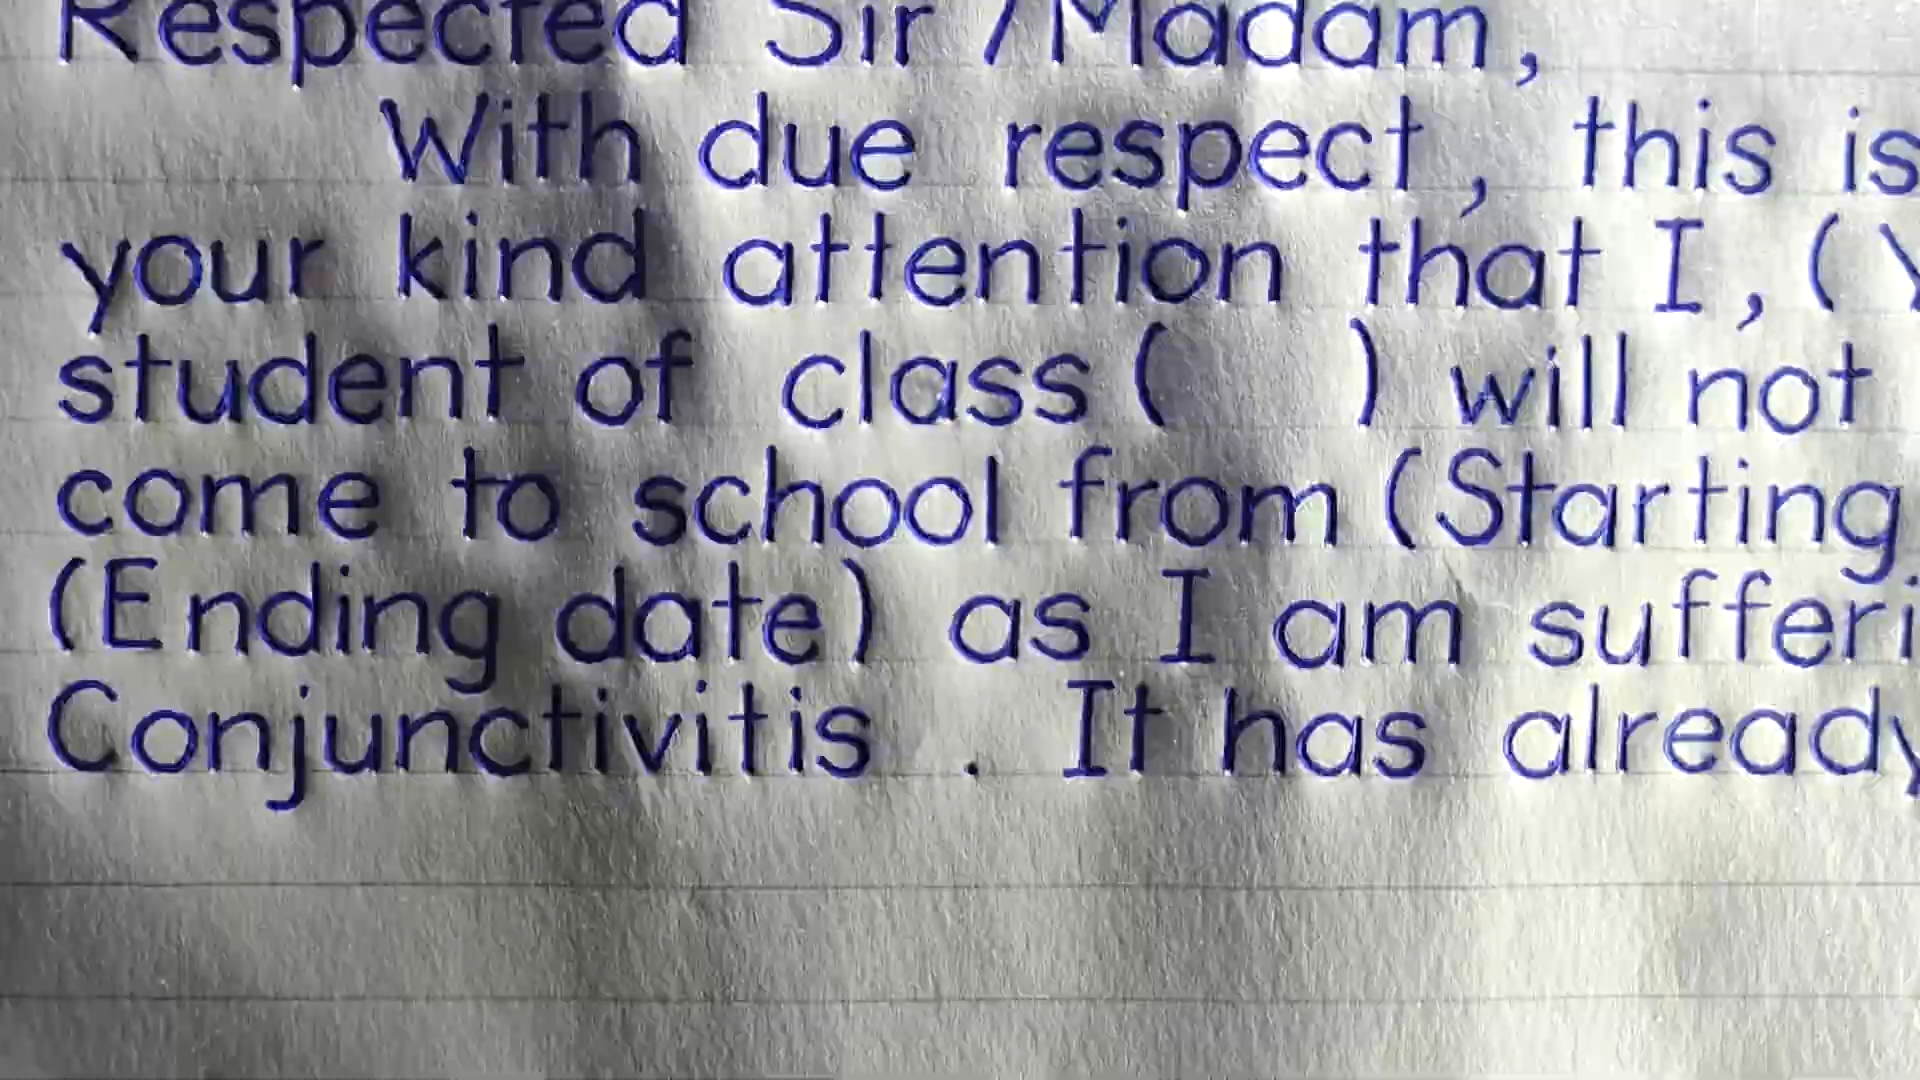 Respected Sir /Madam,
With due respect, this is
your kind attention that I, (
student of class ( ) will not
come to school from (Starting
(Ending date) as I am sufferi
Conjunctivitis . It has already